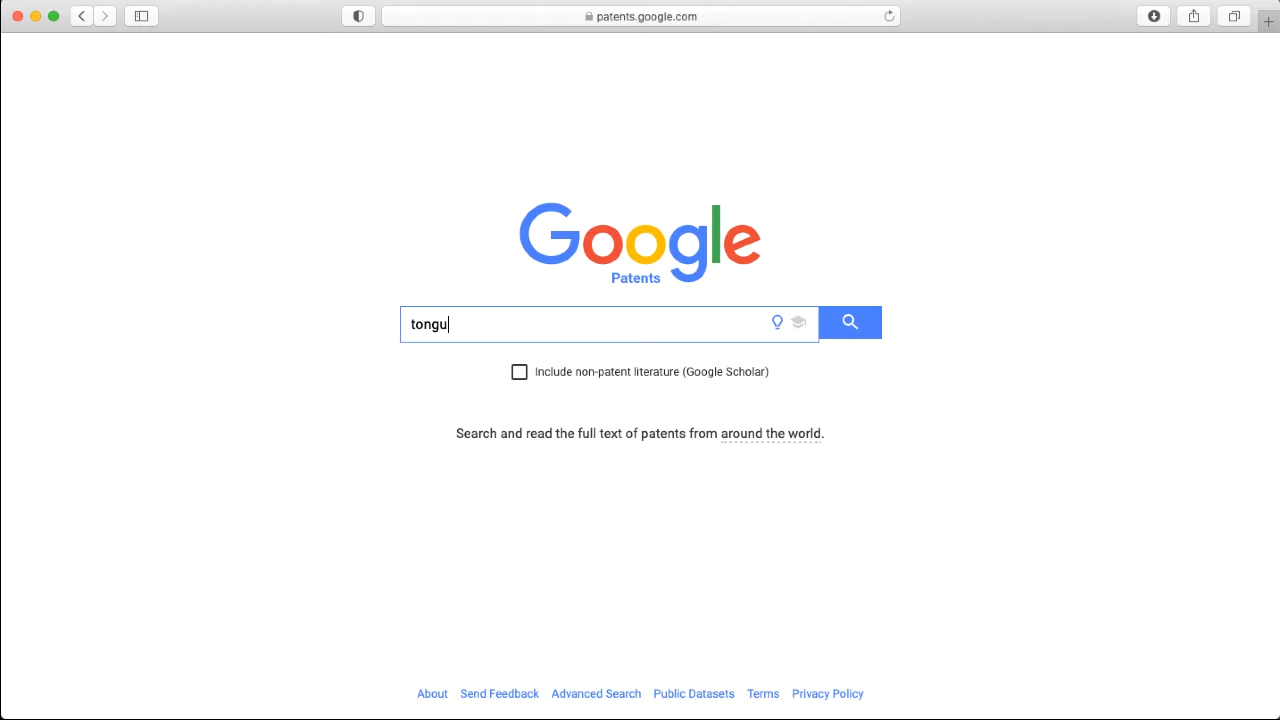 patents.google.com
Google
Patents
tongu
Include non-patent literature (Google Scholar)
Search and read the full text of patents from around the world.
About Send Feedback Advanced Search Public Datasets Terms Privacy Policy